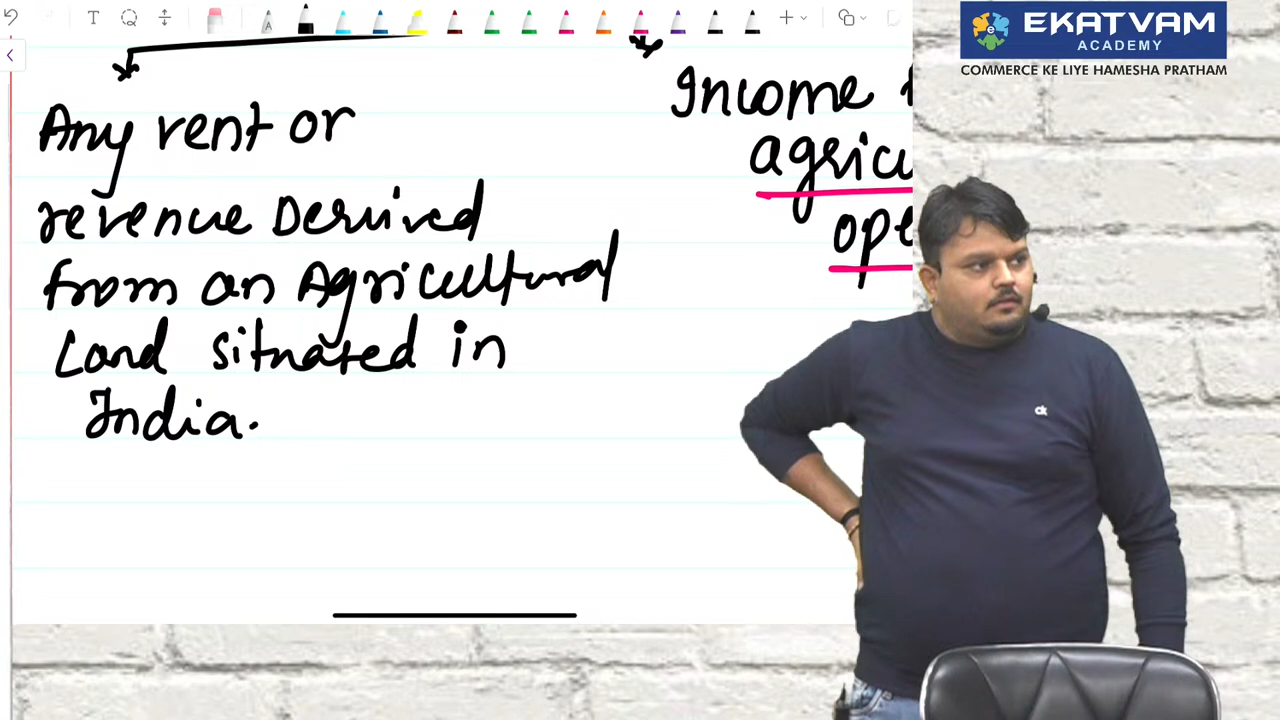 EKATVAM
ACADEMY
COMMERCE KE LIYE HAMESHA PRATHAM
Any rent or
revenue Derived
from an Agricultural
Land situated in
India.
Income
agricu
ope
ck